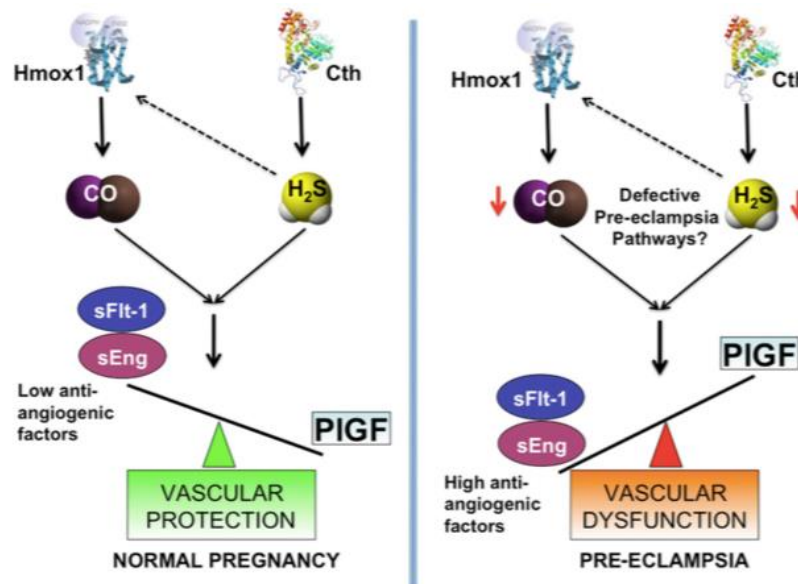 Hmox1
Cth
CO
H2S
sFlt-1
sEng
Low anti-
angiogenic
factors
PlGF
VASCULAR
PROTECTION
NORMAL PREGNANCY
Hmox1
CO
Defective
Pre-eclampsia
Pathways?
H2S
PlGF
sFlt-1
sEng
High anti-
angiogenic
factors
VASCULAR
DYSFUNCTION
PRE-ECLAMPSIA